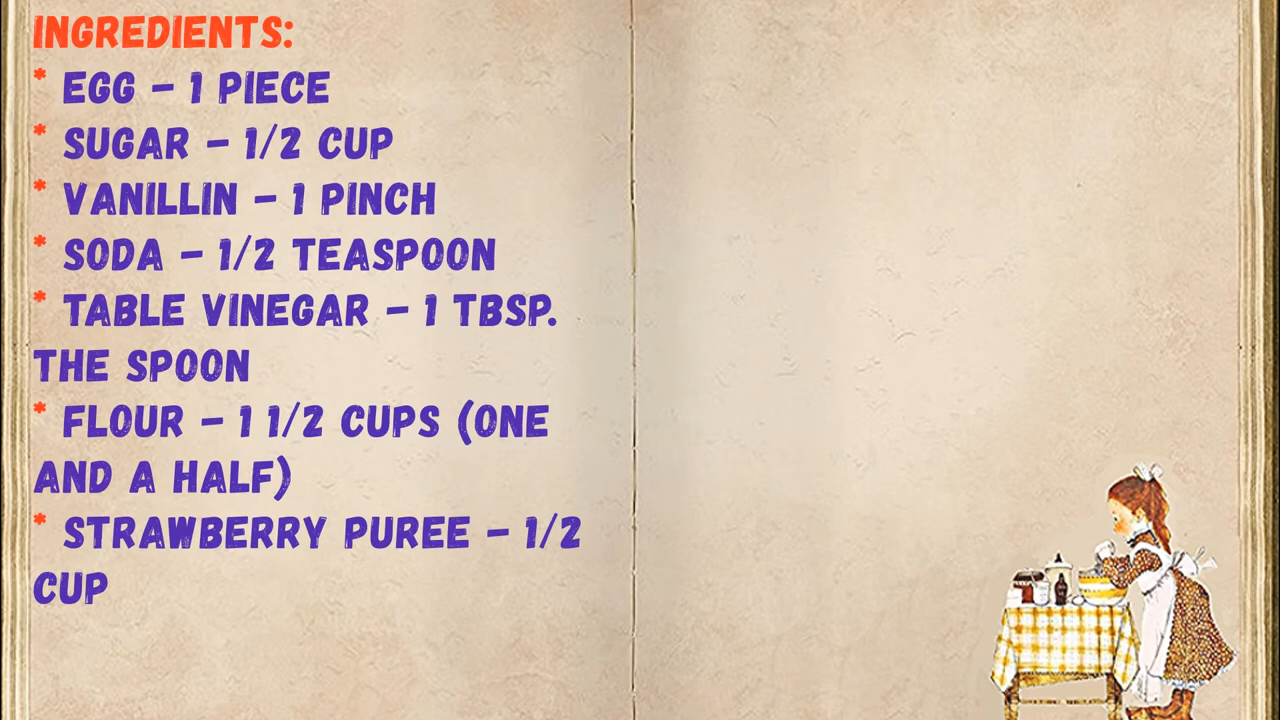 INGREDIENTS:
* EGG – 1 PIECE
* SUGAR – 1/2 CUP
* VANILLIN – 1 PINCH
* SODA – 1/2 TEASPOON
* TABLE VINEGAR – 1 TBSP.
THE SPOON
* FLOUR – 1 1/2 CUPS (ONE
AND A HALF)
* STRAWBERRY PUREE – 1/2
CUP